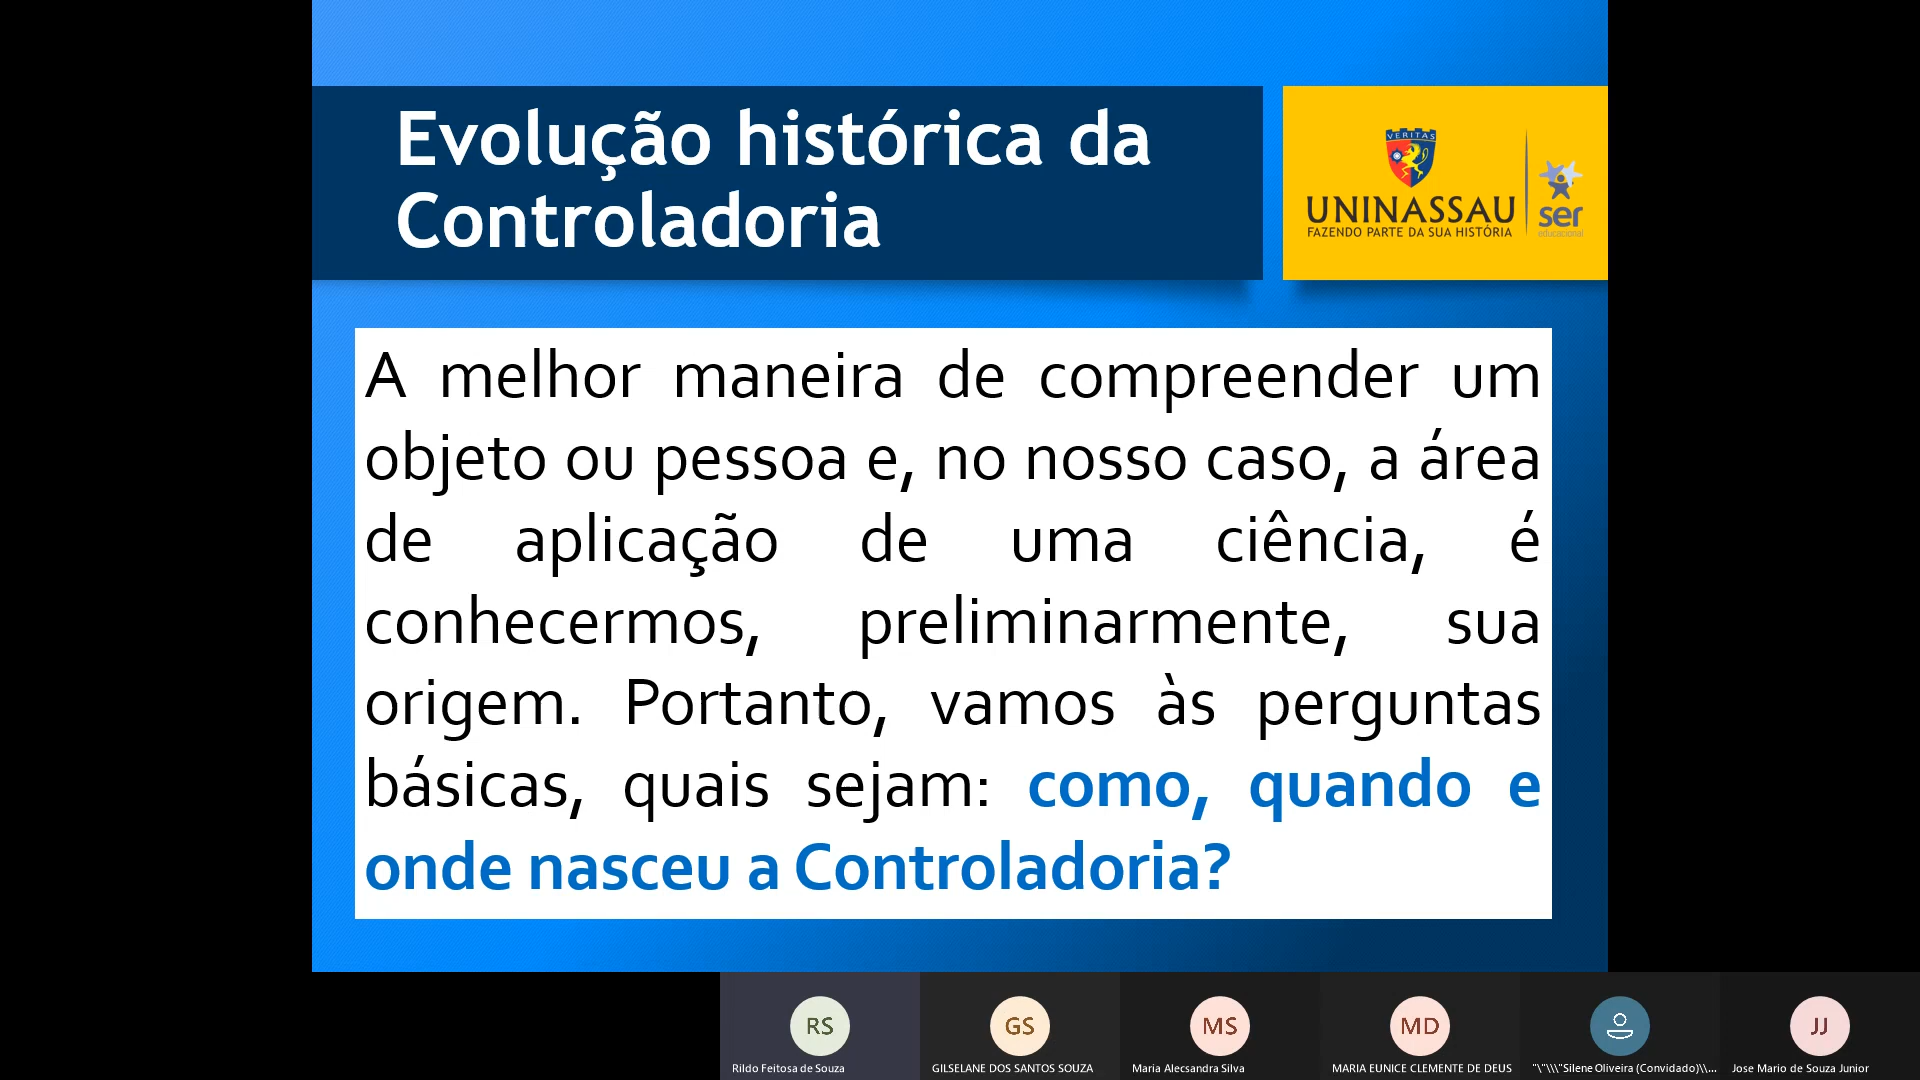 Evolução histórica da
Controladoria
VERITAS
UNINASSAU
FAZENDO PARTE DA SUA HISTÓRIA
ser
educacional
A melhor maneira de compreender um
objeto ou pessoa e, no nosso caso, a área
de aplicação de uma ciência, é
conhecermos, preliminarmente, sua
origem. Portanto, vamos às perguntas
básicas, quais sejam: como, quando e
onde nasceu a Controladoria?
RS
GS
MS
MD
JJ
Rildo Feitosa de Souza
GILSELANE DOS SANTOS SOUZA
Maria Alecsandra Silva
MARIA EUNICE CLEMENTE DE DEUS
"\"\\\"Silene Oliveira (Convidado)\\...
Jose Mario de Souza Junior